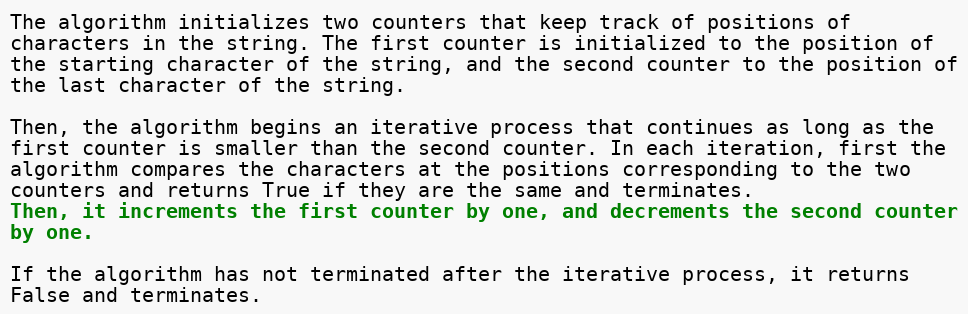 The algorithm initializes two counters that keep track of positions of
characters in the string. The first counter is initialized to the position of
the starting character of the string, and the second counter to the position of
the last character of the string.
Then, the algorithm begins an iterative process that continues as long as the
first counter is smaller than the second counter. In each iteration, first the
algorithm compares the characters at the positions corresponding to the two
counters and returns True if they are the same and terminates.
Then, it increments the first counter by one, and decrements the second counter
by one.
If the algorithm has not terminated after the iterative process, it returns
False and terminates.